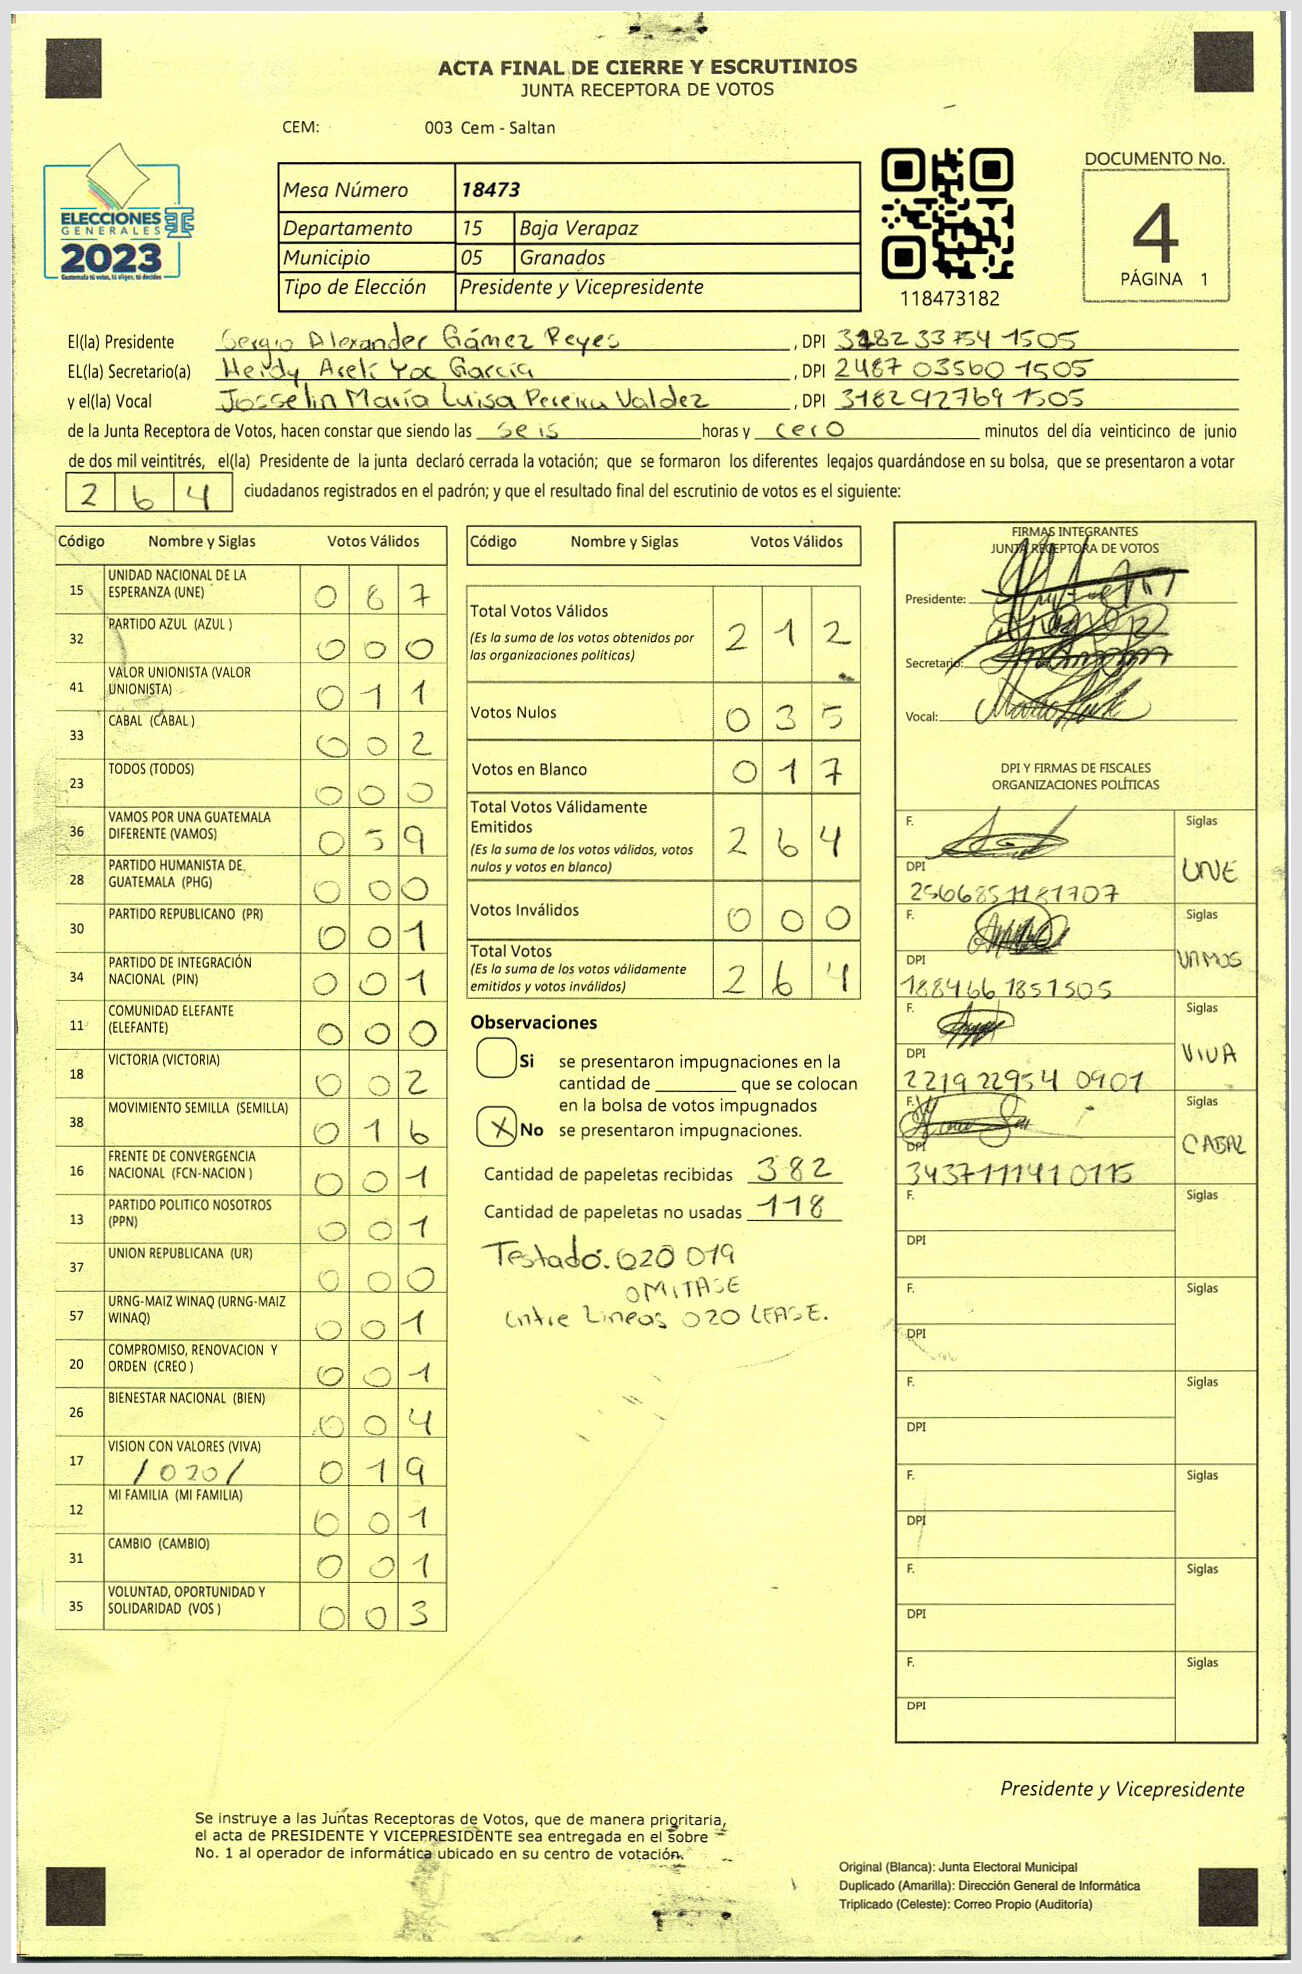 ACTA FINAL DE CIERRE Y ESCRUTINIOS
JUNTA RECEPTORA DE VOTOS
CEM: 003 Cem - Saltan
ELECCIONES
GENERALES
2023
Guatemala tú votas, tú eliges, tú decides
Mesa Número 18473
Departamento 15 Baja Verapaz
Municipio 05 Granados
Tipo de Elección Presidente y Vicepresidente
118473182
DOCUMENTO No.
4
PÁGINA 1
El(la) Presidente Sergio Alexander Gámez Reyes, DPI 3182 33754 1505
EL(la) Secretario(a) Heidy Areli Yoc García, DPI 2487 03560 1505
y el(la) Vocal Josselin María Luisa Pereira Valdez, DPI 3182 92769 1505
de la Junta Receptora de Votos, hacen constar que siendo las seis horas y cero minutos del día veinticinco de junio
de dos mil veintitrés, el(la) Presidente de la junta declaró cerrada la votación; que se formaron los diferentes legajos quardándose en su bolsa, que se presentaron a votar
2 6 4 ciudadanos registrados en el padrón; y que el resultado final del escrutinio de votos es el siguiente:
Código Nombre y Siglas Votos Válidos
15 UNIDAD NACIONAL DE LA ESPERANZA (UNE) 0 8 7
32 PARTIDO AZUL (AZUL ) 0 0 0
41 VALOR UNIONISTA (VALOR UNIONISTA) 0 1 1
33 CABAL (CABAL ) 0 0 2
23 TODOS (TODOS) 0 0 0
36 VAMOS POR UNA GUATEMALA DIFERENTE (VAMOS) 0 5 9
28 PARTIDO HUMANISTA DE GUATEMALA (PHG) 0 0 0
30 PARTIDO REPUBLICANO (PR) 0 0 1
34 PARTIDO DE INTEGRACIÓN NACIONAL (PIN) 0 0 1
11 COMUNIDAD ELEFANTE (ELEFANTE) 0 0 0
18 VICTORIA (VICTORIA) 0 0 2
38 MOVIMIENTO SEMILLA (SEMILLA) 0 1 6
16 FRENTE DE CONVERGENCIA NACIONAL (FCN-NACION ) 0 0 1
13 PARTIDO POLITICO NOSOTROS (PPN) 0 0 1
37 UNION REPUBLICANA (UR) 0 0 0
57 URNG-MAIZ WINAQ (URNG-MAIZ WINAQ) 0 0 1
20 COMPROMISO, RENOVACION Y ORDEN (CREO ) 0 0 1
26 BIENESTAR NACIONAL (BIEN) 0 0 4
17 VISION CON VALORES (VIVA) /020/ 0 1 9
12 MI FAMILIA (MI FAMILIA) 0 0 1
31 CAMBIO (CAMBIO) 0 0 1
35 VOLUNTAD, OPORTUNIDAD Y SOLIDARIDAD (VOS ) 0 0 3
Código Nombre y Siglas Votos Válidos
Total Votos Válidos 2 1 2
(Es la suma de los votos obtenidos por
las organizaciones políticas)
Votos Nulos 0 3 5
Votos en Blanco 0 1 7
Total Votos Válidamente
Emitidos 2 6 4
(Es la suma de los votos válidos, votos
nulos y votos en blanco)
Votos Inválidos 0 0 0
Total Votos 2 6 4
(Es la suma de los votos válidamente
emitidos y votos inválidos)
Observaciones
Si se presentaron impugnaciones en la
cantidad de ________ que se colocan
en la bolsa de votos impugnados
X No se presentaron impugnaciones.
Cantidad de papeletas recibidas 382
Cantidad de papeletas no usadas 118
Testado: 020 019
OMITASE
Entre Lineas 020 LEASE.
FIRMAS INTEGRANTES
JUNTA RECEPTORA DE VOTOS
Presidente:
Secretario:
Vocal:
DPI Y FIRMAS DE FISCALES
ORGANIZACIONES POLÍTICAS
F. Siglas
DPI UNE
2566851181707
F. Siglas
DPI VAMOS
188466 1851505
F. Siglas
DPI VIVA
2219 22954 0901
F. Siglas
DPI CABAL
3437111410115
F. Siglas
DPI
F. Siglas
DPI
F. Siglas
DPI
F. Siglas
DPI
F. Siglas
DPI
F. Siglas
DPI
Presidente y Vicepresidente
Se instruye a las Juntas Receptoras de Votos, que de manera prioritaria,
el acta de PRESIDENTE Y VICEPRESIDENTE sea entregada en el sobre
No. 1 al operador de informática ubicado en su centro de votación.
Original (Blanca): Junta Electoral Municipal
Duplicado (Amarilla): Dirección General de Informática
Triplicado (Celeste): Correo Propio (Auditoría)